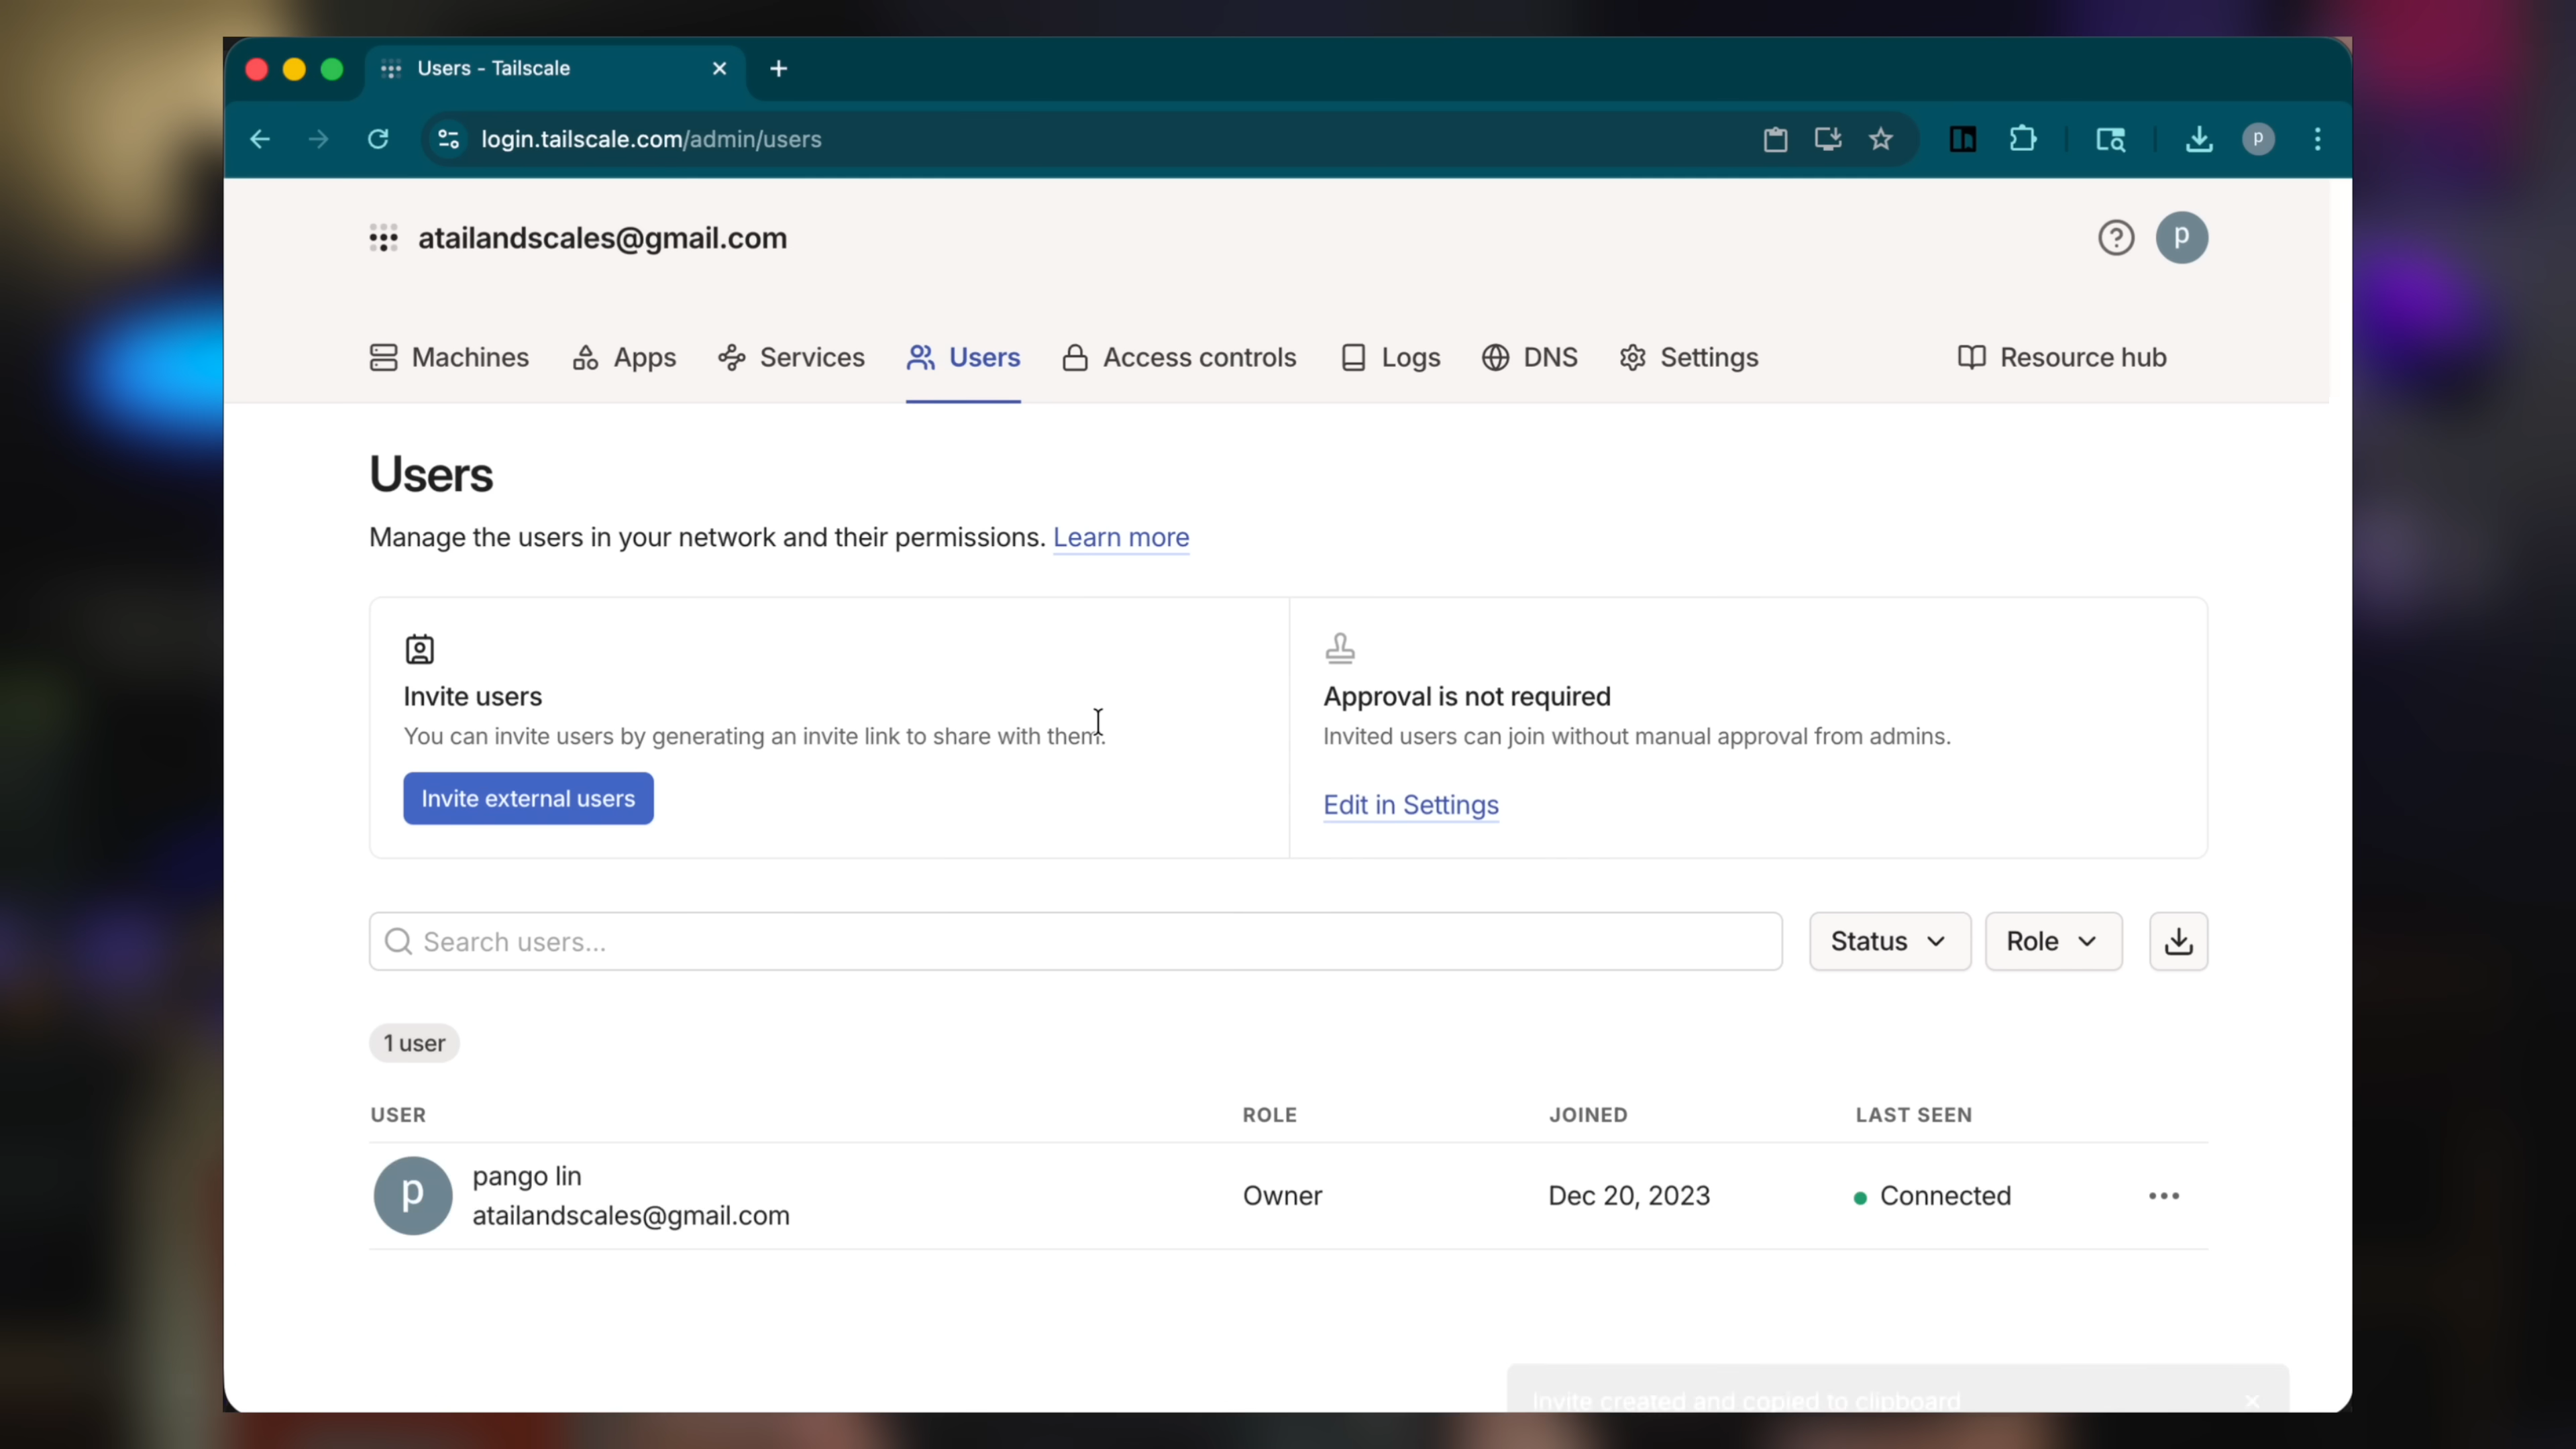 Users - Tailscale
login.tailscale.com/admin/users
p
atailandscales@gmail.com
p
Machines
Apps
Services
Users
Access controls
Logs
DNS
Settings
Resource hub
Users
Manage the users in your network and their permissions. Learn more
Invite users
You can invite users by generating an invite link to share with them.
Invite external users
Approval is not required
Invited users can join without manual approval from admins.
Edit in Settings
Search users...
Status
Role
1 user
USER
ROLE
JOINED
LAST SEEN
p
pango lin
atailandscales@gmail.com
Owner
Dec 20, 2023
Connected
Invite created and copied to clipboard